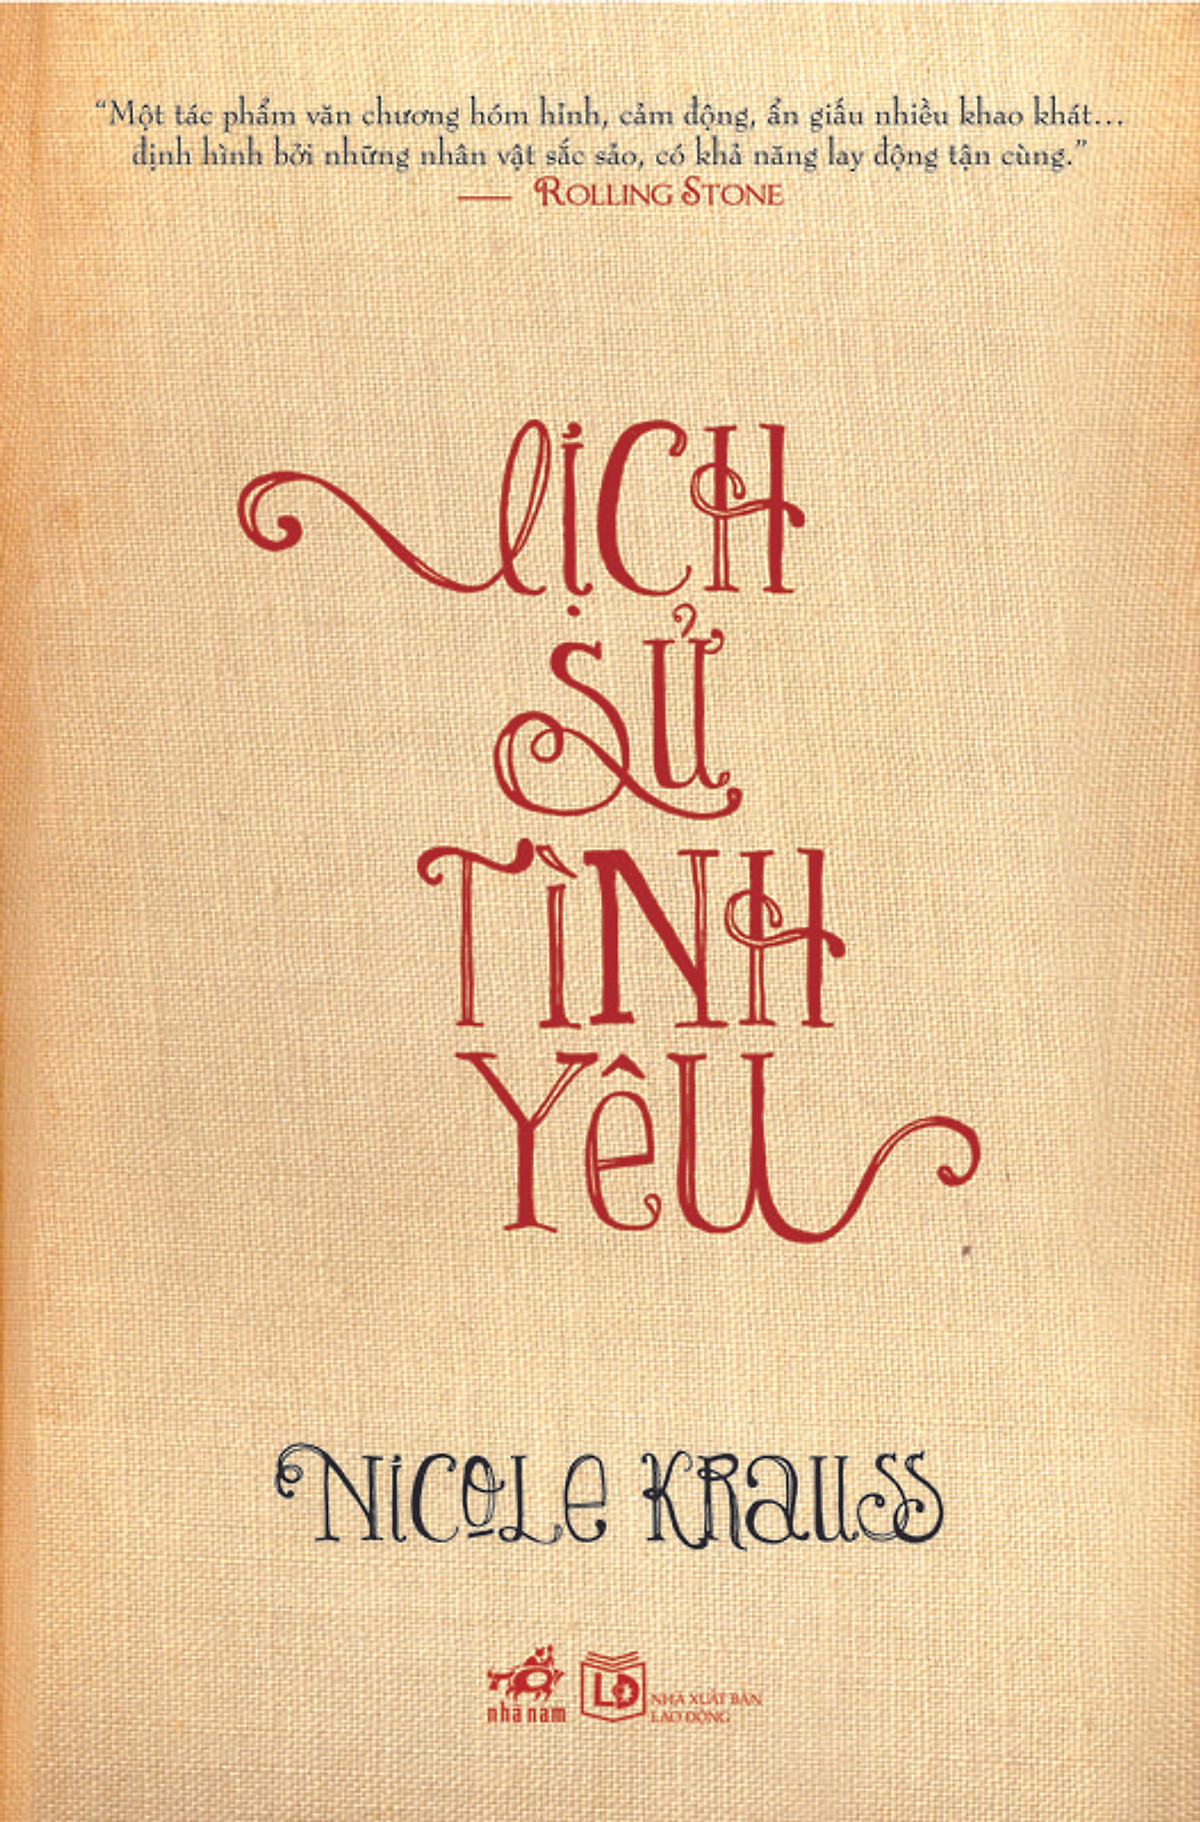 “Một tác phẩm văn chương hóm hỉnh, cảm động, ẩn giấu nhiều khao khát...
định hình bởi những nhân vật sắc sảo, có khả năng lay động tận cùng.”
— ROLLING STONE
LỊCH
SỬ
TÌNH
YÊU
NICOLE KRAUSS
nhã nam
LĐ
NHÀ XUẤT BẢN
LAO ĐỘNG